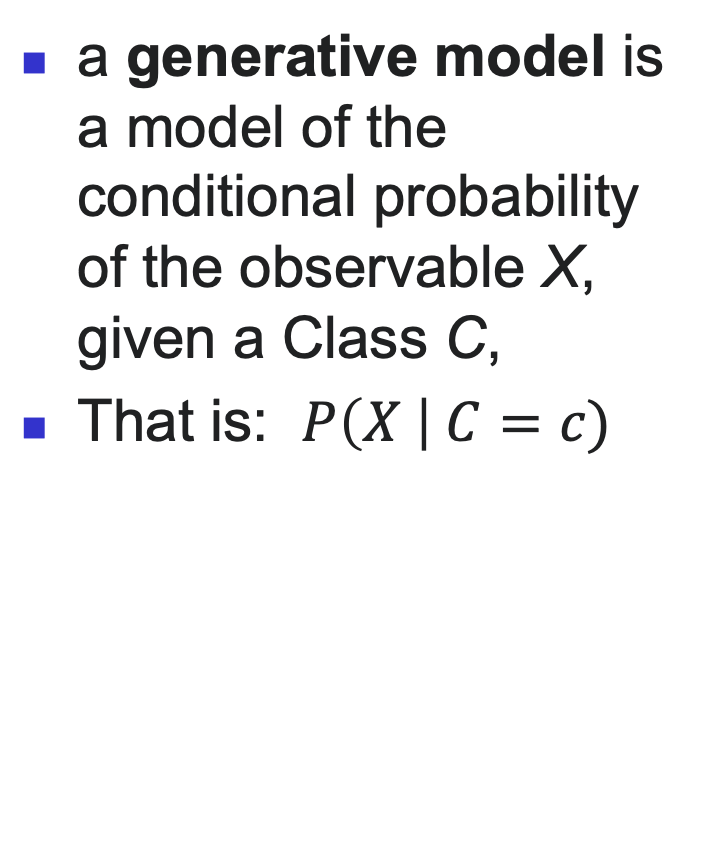 ▪ a generative model is
a model of the
conditional probability
of the observable X,
given a Class C,
▪ That is: P(X | C = c)